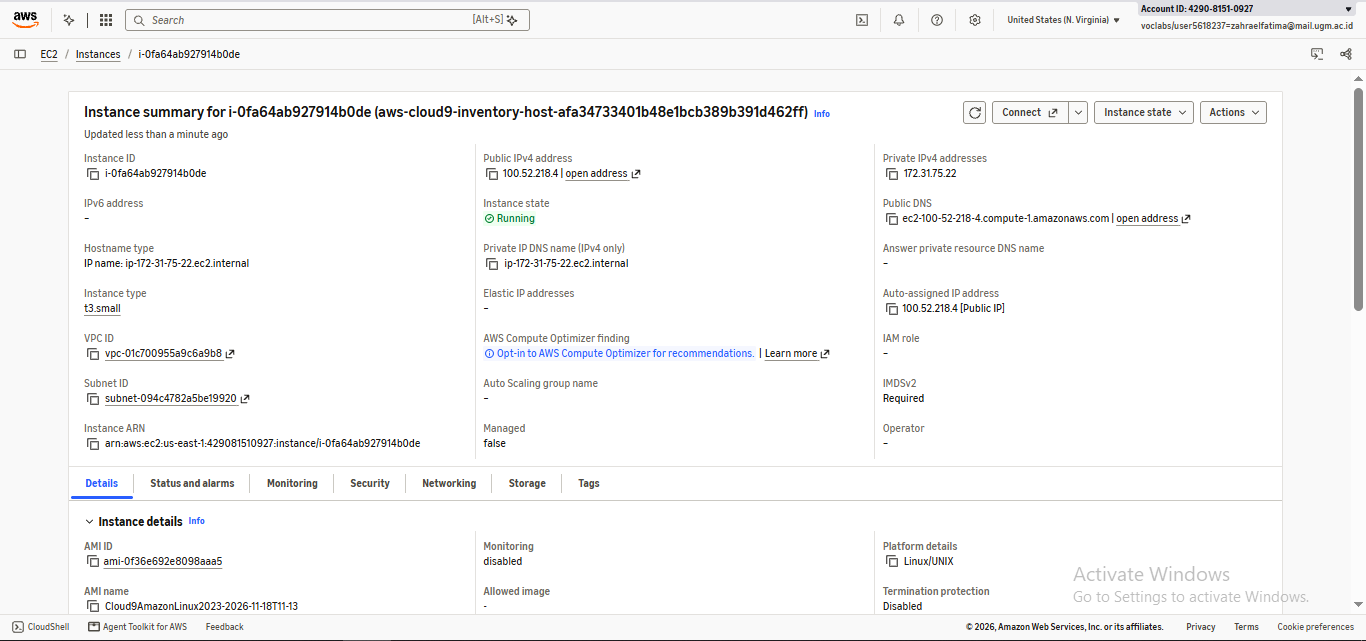 aws
Search [Alt+S]
United States (N. Virginia)
Account ID: 4290-8151-0927
voclabs/user5618237=zahraelfatima@mail.ugm.ac.id
EC2 / Instances / i-0fa64ab927914b0de
Instance summary for i-0fa64ab927914b0de (aws-cloud9-inventory-host-afa34733401b48e1bcb389b391d462ff) Info
Connect
Instance state
Actions
Updated less than a minute ago
Instance ID
i-0fa64ab927914b0de
Public IPv4 address
100.52.218.4 | open address
Private IPv4 addresses
172.31.75.22
IPv6 address
–
Instance state
Running
Public DNS
ec2-100-52-218-4.compute-1.amazonaws.com | open address
Hostname type
IP name: ip-172-31-75-22.ec2.internal
Private IP DNS name (IPv4 only)
ip-172-31-75-22.ec2.internal
Answer private resource DNS name
–
Instance type
t3.small
Elastic IP addresses
–
Auto-assigned IP address
100.52.218.4 [Public IP]
VPC ID
vpc-01c700955a9c6a9b8
AWS Compute Optimizer finding
Opt-in to AWS Compute Optimizer for recommendations. | Learn more
IAM role
–
Subnet ID
subnet-094c4782a5be19920
Auto Scaling group name
–
IMDSv2
Required
Instance ARN
arn:aws:ec2:us-east-1:429081510927:instance/i-0fa64ab927914b0de
Managed
false
Operator
–
Details
Status and alarms
Monitoring
Security
Networking
Storage
Tags
Instance details Info
AMI ID
ami-0f36e692e8098aaa5
Monitoring
disabled
Platform details
Linux/UNIX
AMI name
Cloud9AmazonLinux2023-2026-11-18T11-13
Allowed image
-
Termination protection
Disabled
Activate Windows
Go to Settings to activate Windows.
CloudShell
Agent Toolkit for AWS
Feedback
© 2026, Amazon Web Services, Inc. or its affiliates.
Privacy
Terms
Cookie preferences